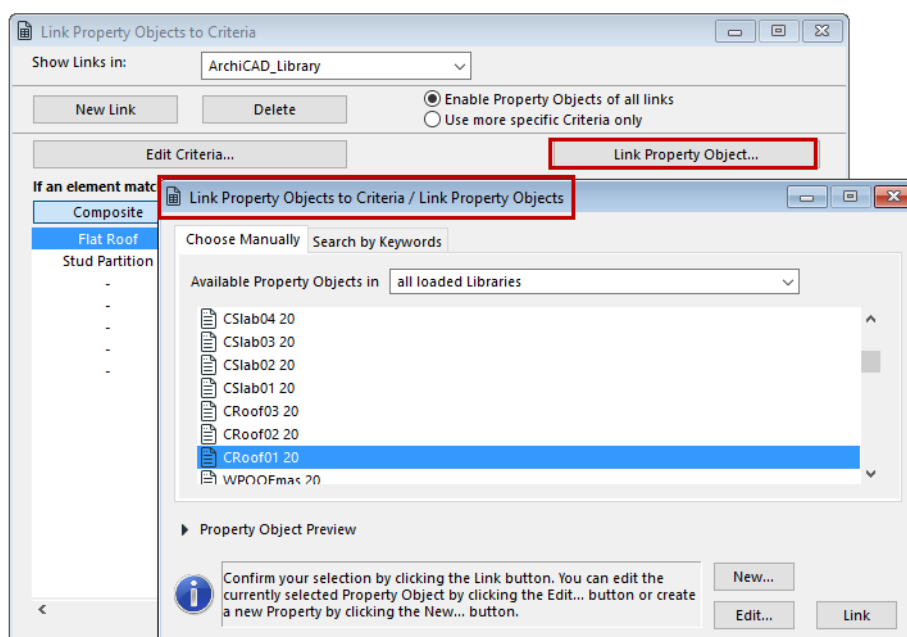 Link Property Objects to Criteria
Show Links in:
ArchiCAD_Library
New Link
Delete
Enable Property Objects of all links
Use more specific Criteria only
Edit Criteria...
Link Property Object...
If an element matc
Composite
Flat Roof
Stud Partition
-
-
-
-
-
Link Property Objects to Criteria / Link Property Objects
Choose Manually
Search by Keywords
Available Property Objects in
all loaded Libraries
CSlab04 20
CSlab03 20
CSlab02 20
CSlab01 20
CRoof03 20
CRoof02 20
CRoof01 20
WPOOFmas 20
Property Object Preview
Confirm your selection by clicking the Link button. You can edit the
currently selected Property Object by clicking the Edit... button or create
a new Property by clicking the New... button.
New...
Edit...
Link